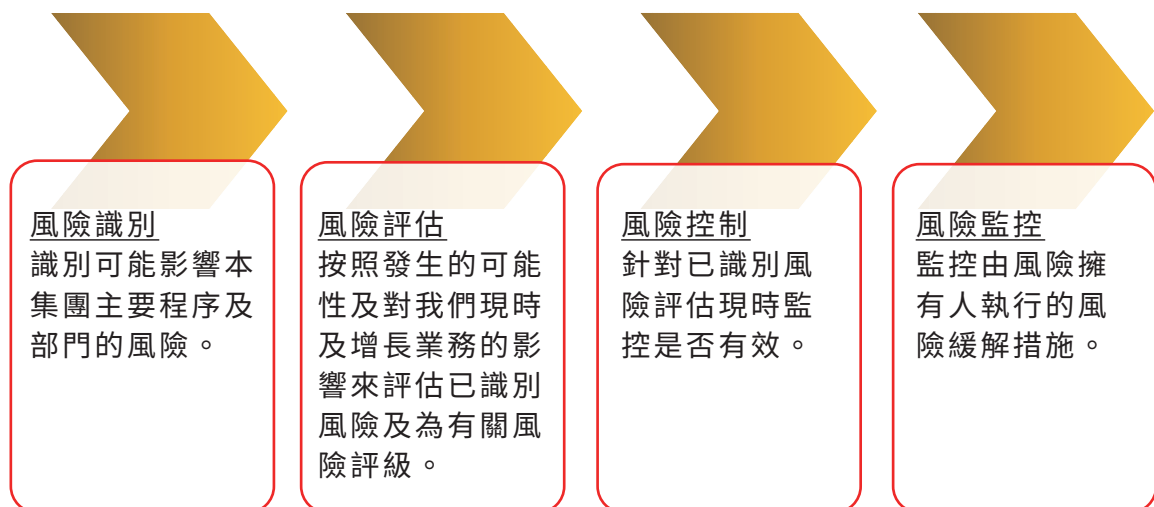 風險識別
識別可能影響本
集團主要程序及
部門的風險。
風險評估
按照發生的可能
性及對我們現時
及增長業務的影
響來評估已識別
風險及為有關風
險評級。
風險控制
針對已識別風
險評估現時監
控是否有效。
風險監控
監控由風險擁
有人執行的風
險緩解措施。